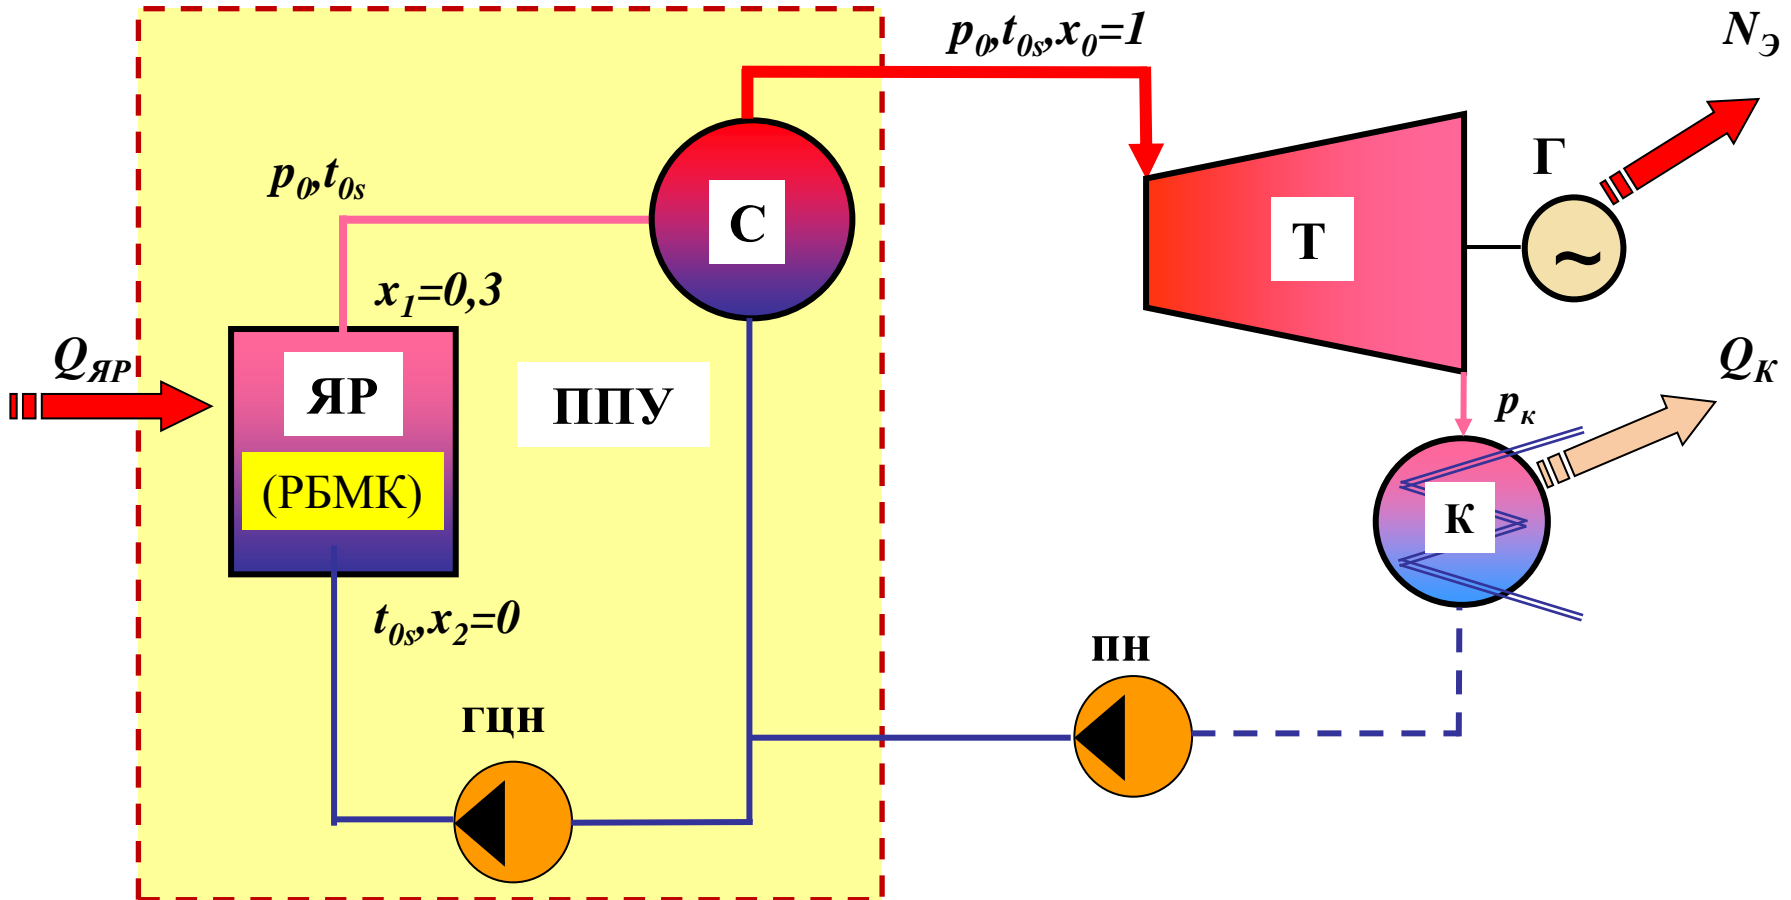 p₀,t₀ₛ,x₀=1
Nэ
Г
p₀,t₀ₛ
С
Т
x₁=0,3
QЯР
ЯР
ППУ
QК
pк
(РБМК)
К
t₀ₛ,x₂=0
пн
гцн
~